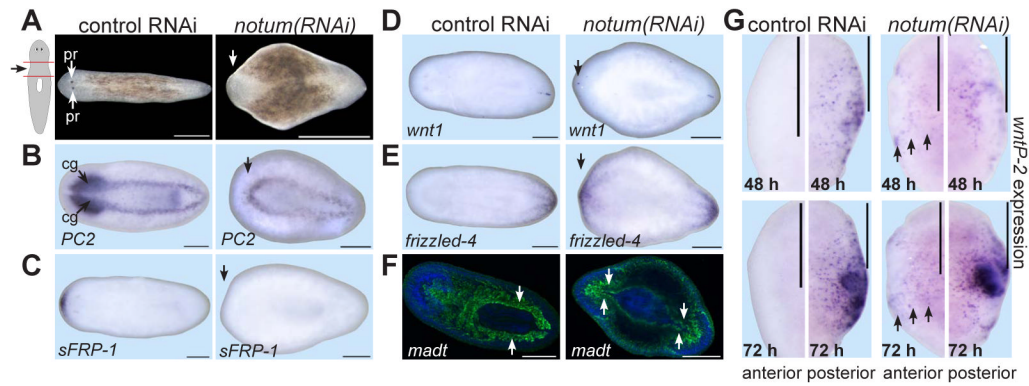 A control RNAi notum(RNAi)
pr
pr
B
cg
cg
PC2 PC2
C
sFRP-1 sFRP-1
D control RNAi notum(RNAi)
wnt1 wnt1
E
frizzled-4 frizzled-4
F
madt madt
G control RNAi notum(RNAi)
48 h 48 h 48 h 48 h
72 h 72 h 72 h 72 h
anterior posterior anterior posterior
wntP-2 expression